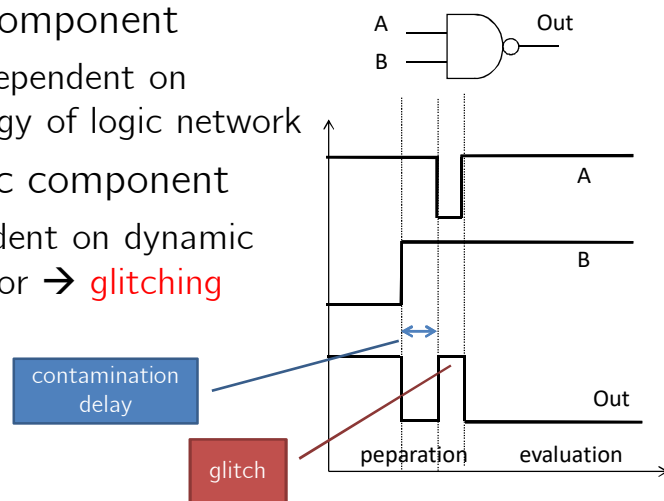 omponent
ependent on
gy of logic network
c component
dent on dynamic
or → glitching
contamination
delay
glitch
A
B
Out
A
B
Out
peparation
evaluation